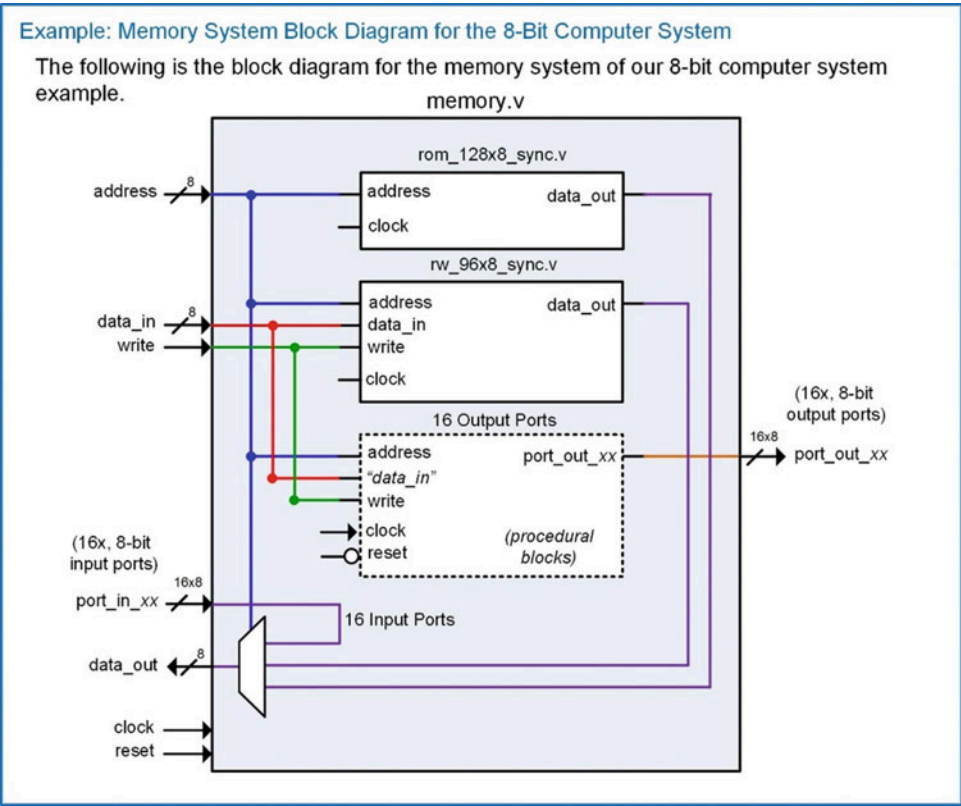 Example: Memory System Block Diagram for the 8-Bit Computer System
The following is the block diagram for the memory system of our 8-bit computer system
example.
memory.v
rom_128x8_sync.v
address
8
address
data_out
clock
rw_96x8_sync.v
address
data_out
data_in
8
data_in
write
write
clock
(16x, 8-bit
output ports)
16 Output Ports
address
port_out_xx
16x8
port_out_xx
"data_in"
write
clock
(procedural
blocks)
reset
(16x, 8-bit
input ports)
16x8
port_in_xx
16 Input Ports
data_out
8
clock
reset